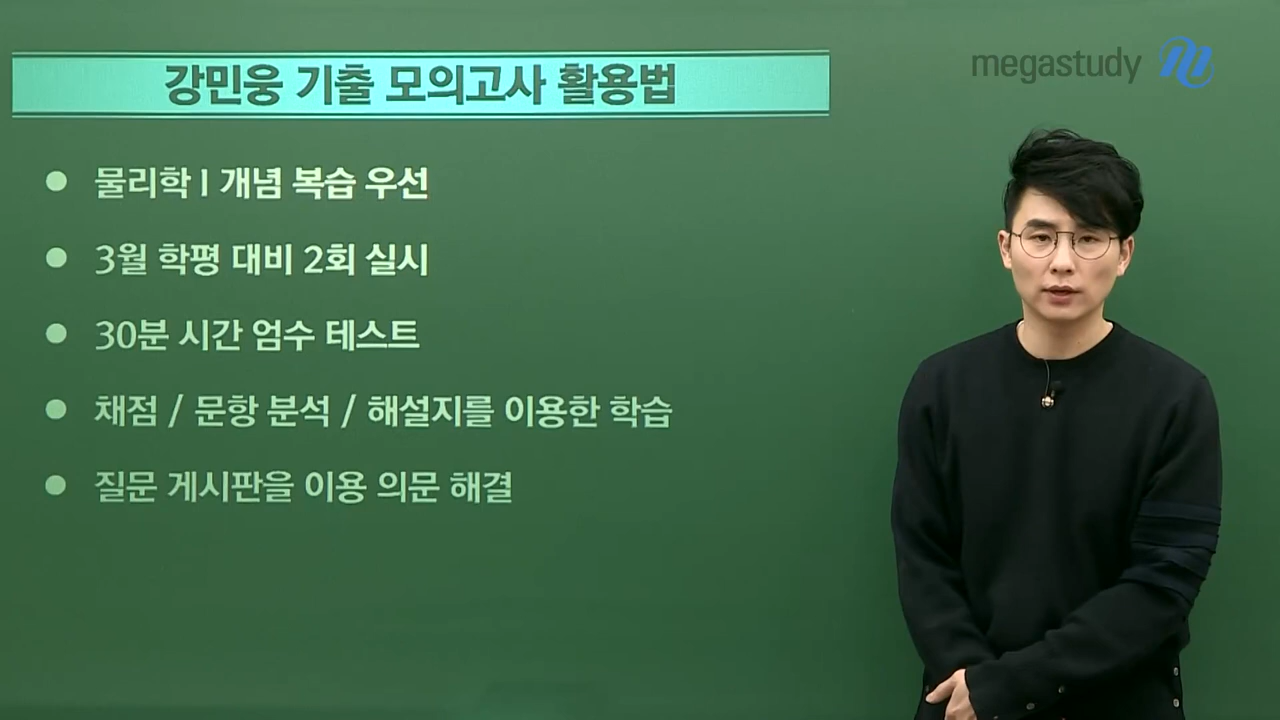 megastudy
강민웅 기출 모의고사 활용법
물리학 I 개념 복습 우선
3월 학평 대비 2회 실시
30분 시간 엄수 테스트
채점 / 문항 분석 / 해설지를 이용한 학습
질문 게시판을 이용 의문 해결